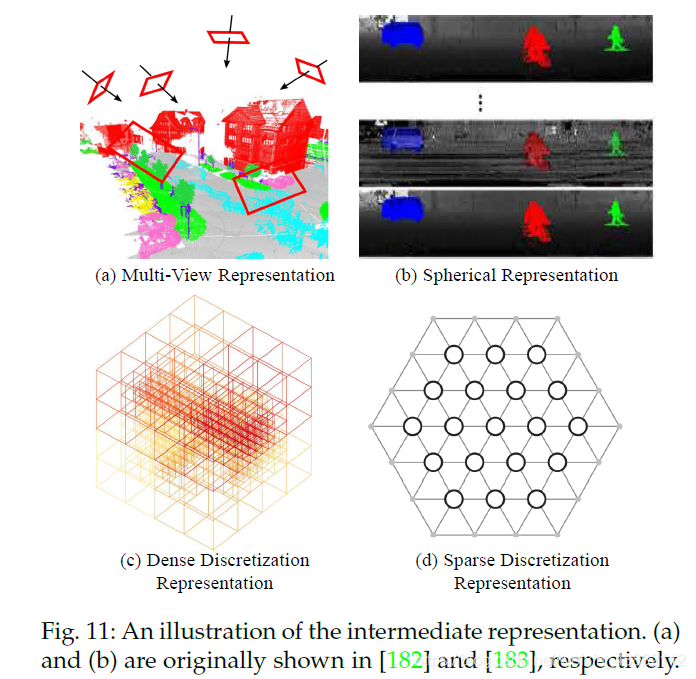 (a) Multi-View Representation
(b) Spherical Representation
(c) Dense Discretization
Representation
(d) Sparse Discretization
Representation
Fig. 11: An illustration of the intermediate representation. (a)
and (b) are originally shown in [182] and [183], respectively.